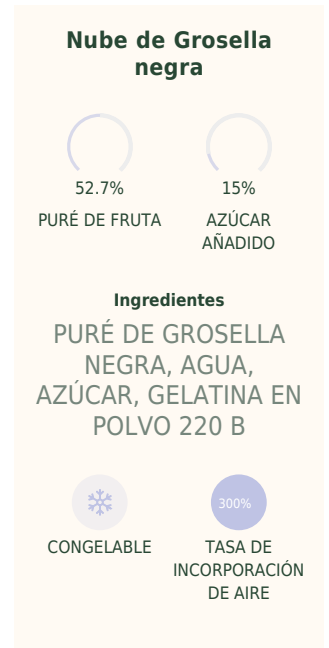 Nube de Grosella
negra
52.7%
15%
PURÉ DE FRUTA
AZÚCAR
AÑADIDO
Ingredientes
PURÉ DE GROSELLA
NEGRA, AGUA,
AZÚCAR, GELATINA EN
POLVO 220 B
300%
CONGELABLE
TASA DE
INCORPORACIÓN
DE AIRE